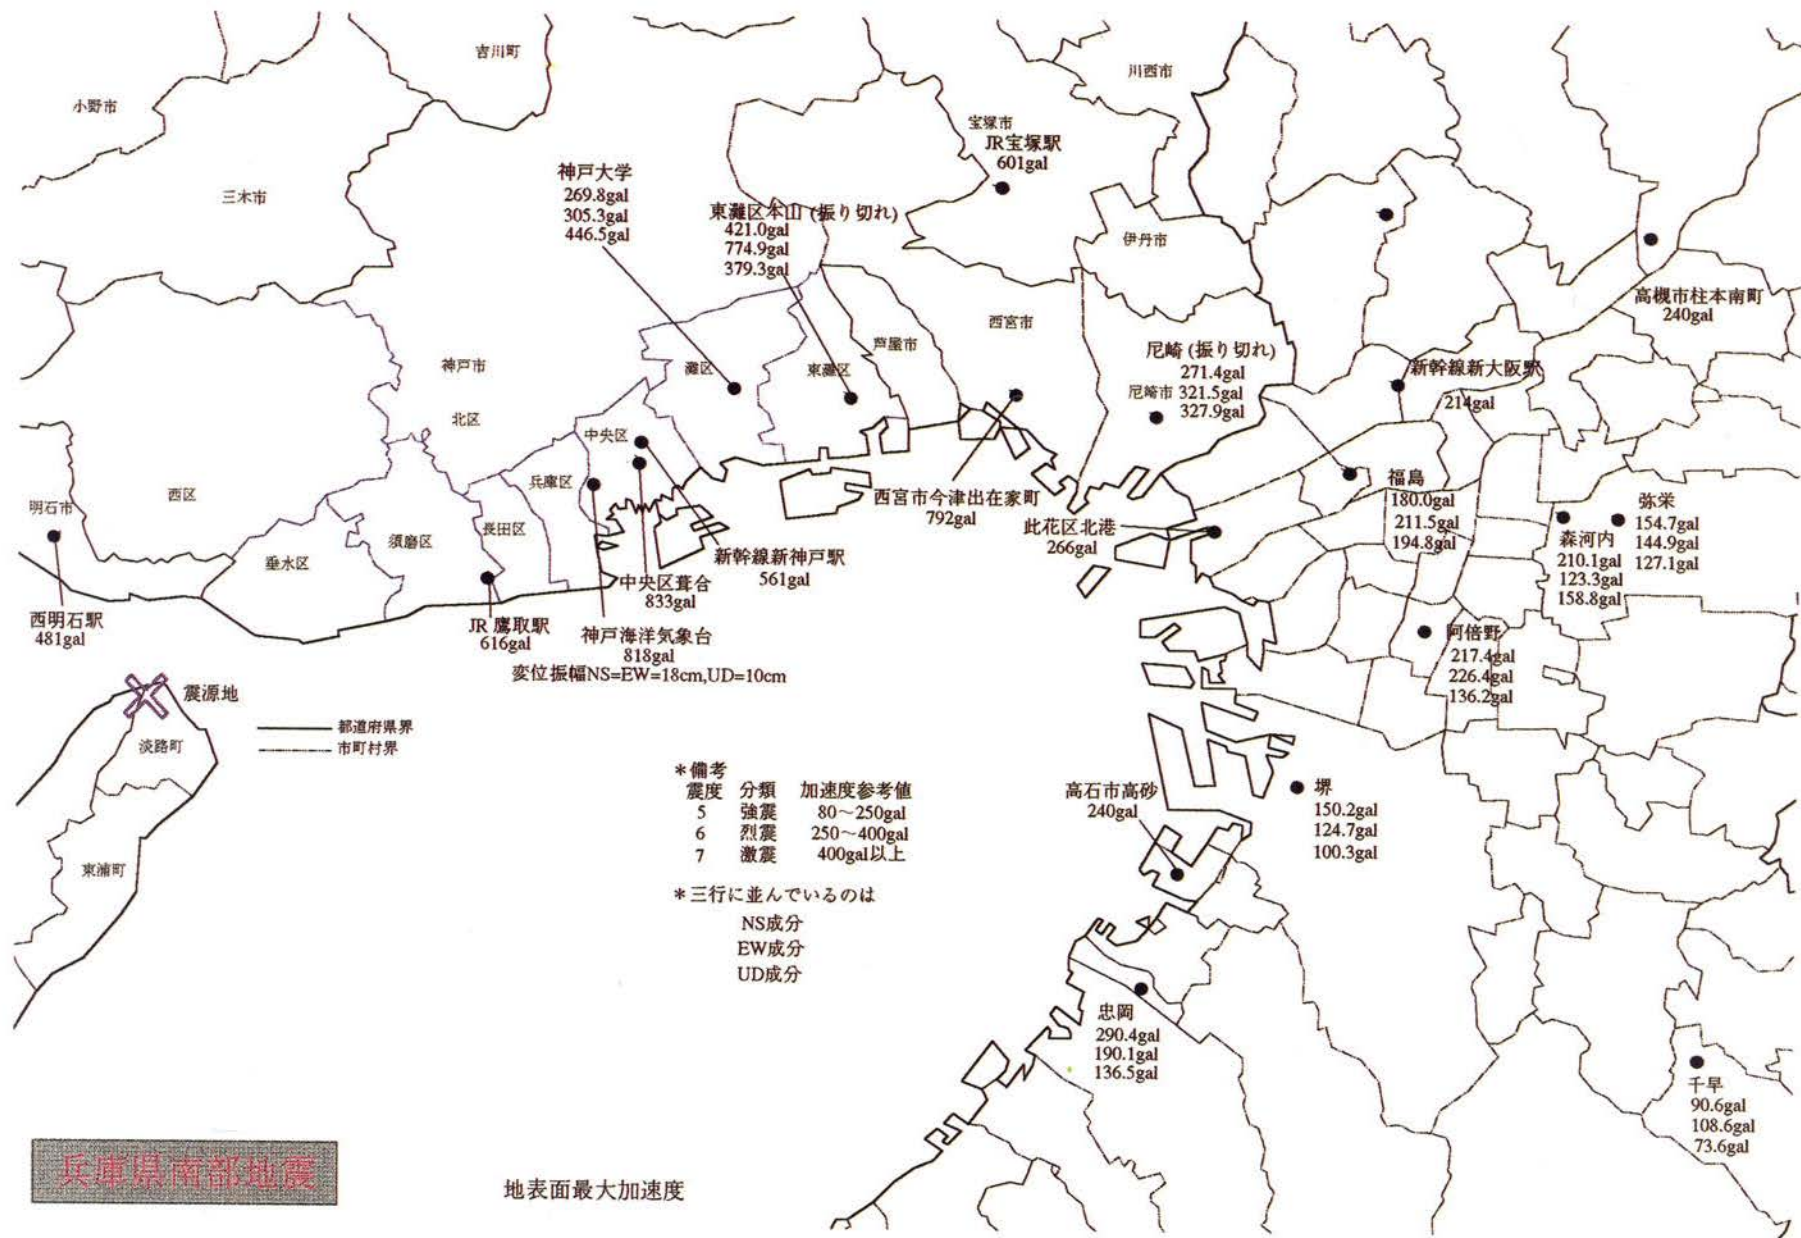 吉川町
小野市
川西市
三木市
宝塚市
JR宝塚駅
601gal
神戸大学
269.8gal
305.3gal
446.5gal
東灘区本山 (振り切れ)
421.0gal
774.9gal
379.3gal
伊丹市
高槻市柱本南町
240gal
西宮市
芦屋市
神戸市
北区
灘区
東灘区
尼崎 (振り切れ)
271.4gal
尼崎市 321.5gal
327.9gal
新幹線新大阪駅
214gal
中央区
兵庫区
西区
明石市
須磨区
長田区
垂水区
西宮市今津出在家町
792gal
此花区北港
266gal
福島
180.0gal
211.5gal
194.8gal
弥栄
154.7gal
144.9gal
127.1gal
森河内
210.1gal
123.3gal
158.8gal
新幹線新神戸駅
561gal
中央区葺合
833gal
西明石駅
481gal
JR 鷹取駅
616gal
神戸海洋気象台
818gal
変位振幅NS=EW=18cm,UD=10cm
阿倍野
217.4gal
226.4gal
136.2gal
震源地
淡路町
都道府県界
市町村界
東浦町
*備考
震度 分類 加速度参考値
5 強震 80～250gal
6 烈震 250～400gal
7 激震 400gal以上
*三行に並んでいるのは
NS成分
EW成分
UD成分
高石市高砂
240gal
堺
150.2gal
124.7gal
100.3gal
忠岡
290.4gal
190.1gal
136.5gal
千早
90.6gal
108.6gal
73.6gal
兵庫県南部地震
地表面最大加速度